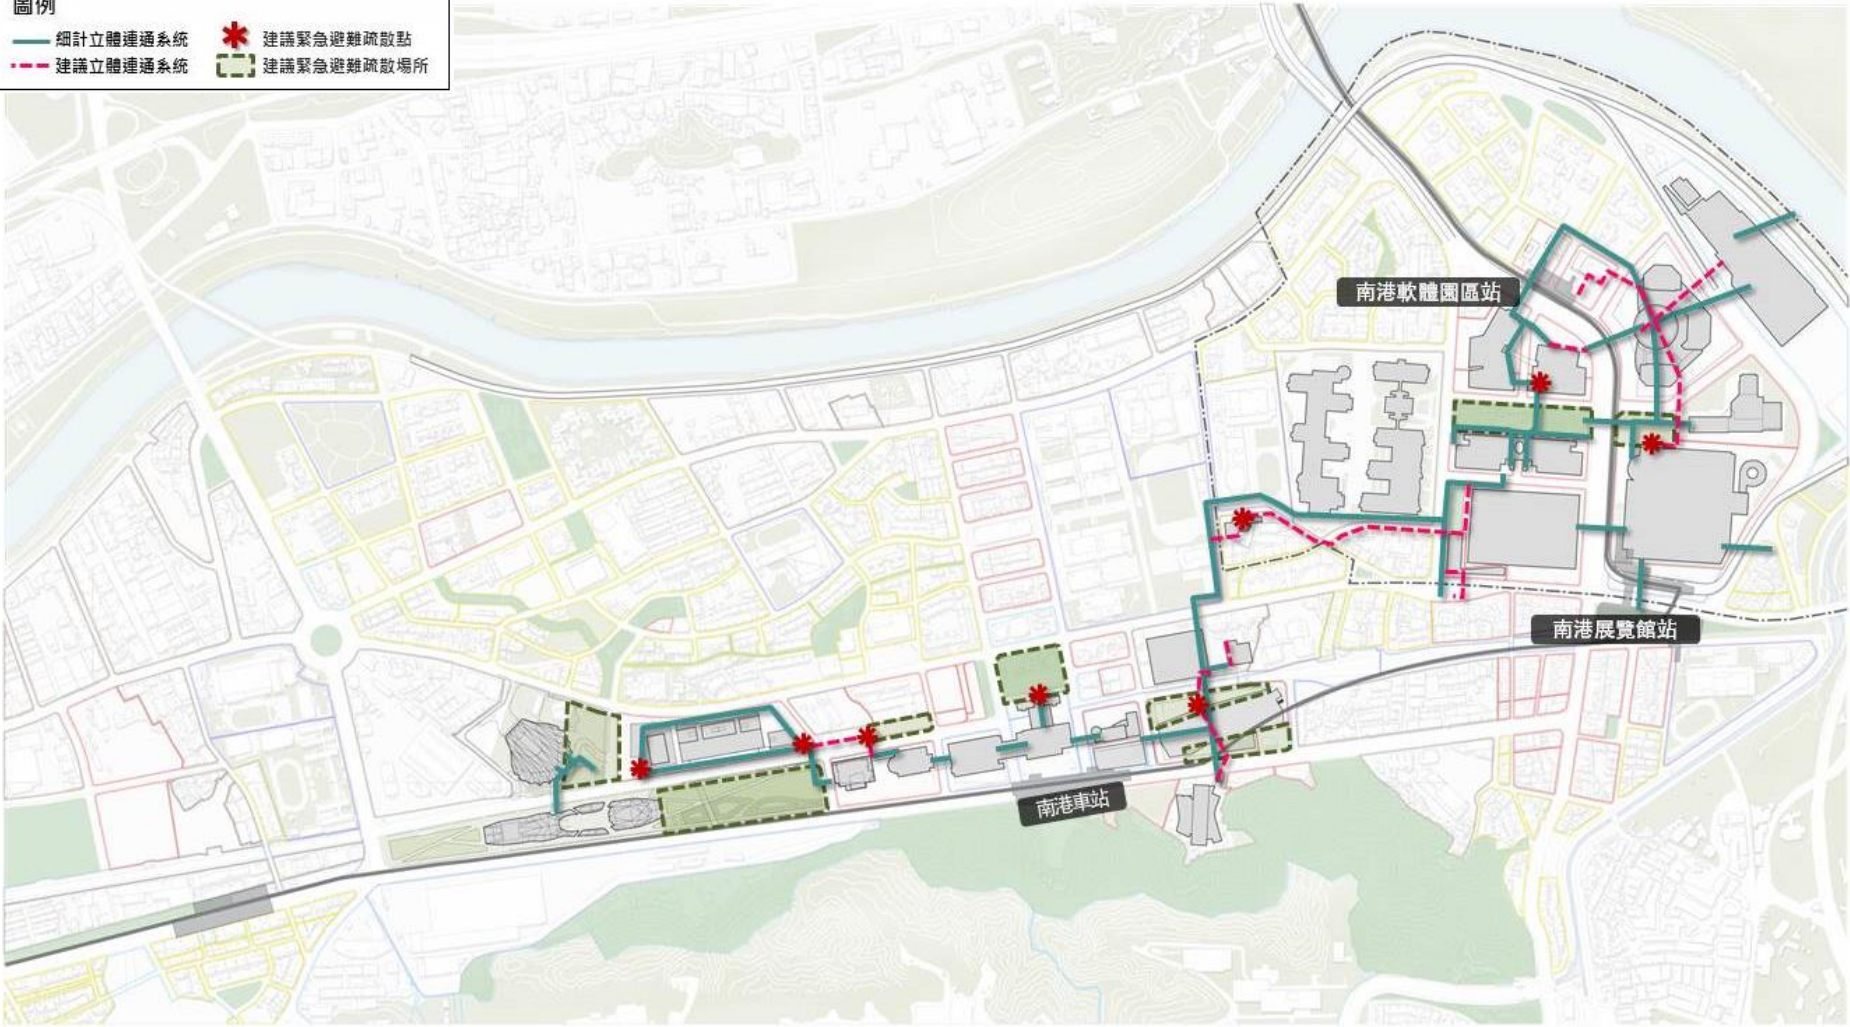 圖例
細計立體連通系統
建議緊急避難疏散點
建議立體連通系統
建議緊急避難疏散場所
南港軟體園區站
南港展覽館站
南港車站